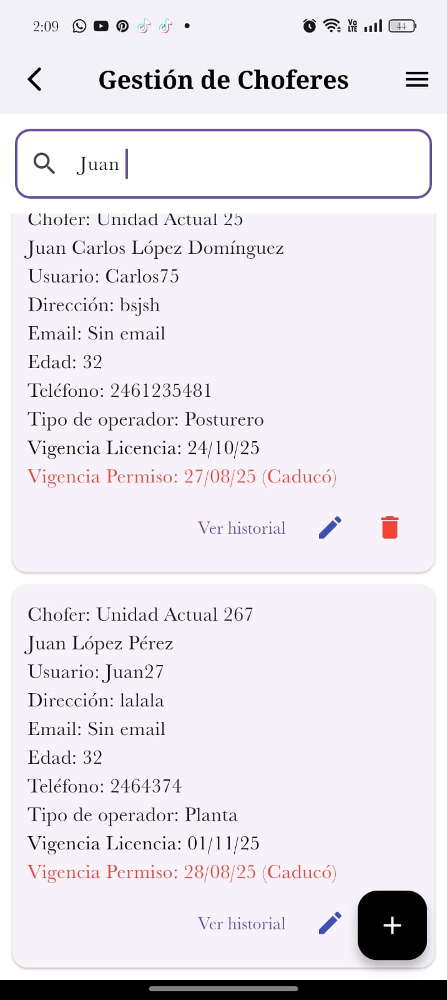 2:09
Vo
LTE
44
Gestión de Choferes
Juan
Chofer: Unidad Actual 25
Juan Carlos López Domínguez
Usuario: Carlos75
Dirección: bsjsh
Email: Sin email
Edad: 32
Teléfono: 2461235481
Tipo de operador: Posturero
Vigencia Licencia: 24/10/25
Vigencia Permiso: 27/08/25 (Caducó)
Ver historial
Chofer: Unidad Actual 267
Juan López Pérez
Usuario: Juan27
Dirección: lalala
Email: Sin email
Edad: 32
Teléfono: 2464374
Tipo de operador: Planta
Vigencia Licencia: 01/11/25
Vigencia Permiso: 28/08/25 (Caducó)
Ver historial
+